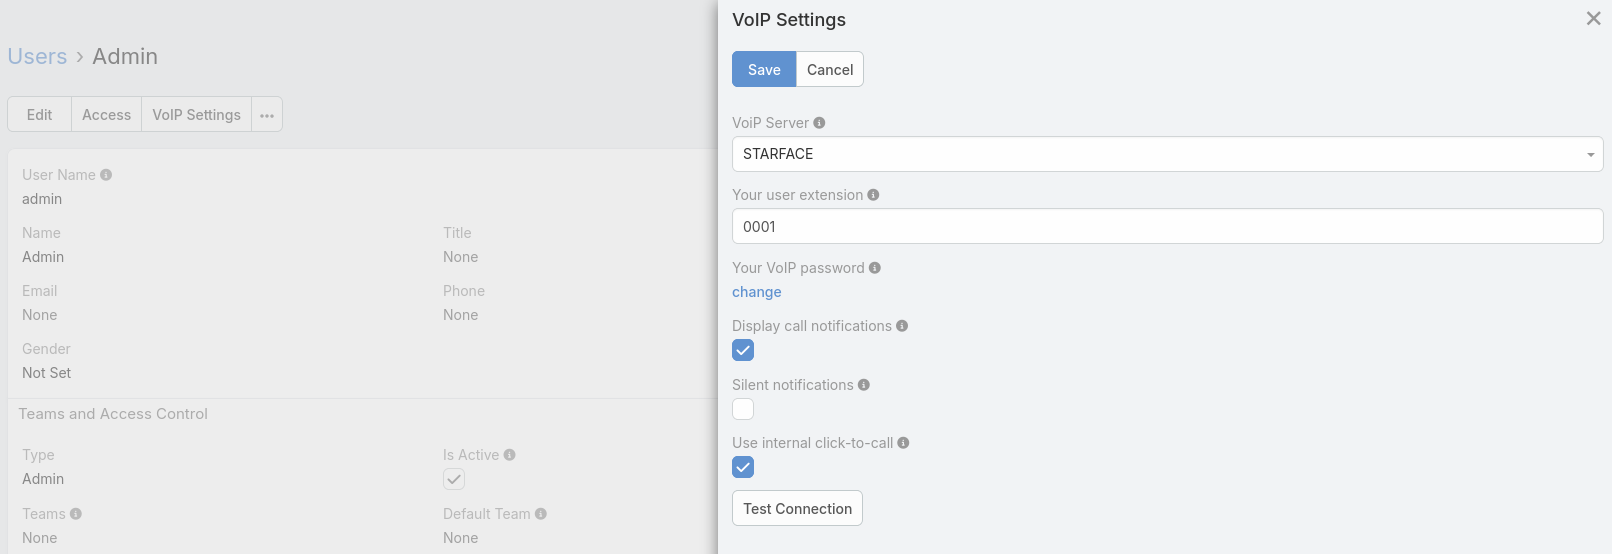 Users › Admin
Edit Access VoIP Settings ...
User Name
admin
Name Title
Admin None
Email Phone
None None
Gender
Not Set
Teams and Access Control
Type Is Active
Admin
Teams Default Team
None None
VoIP Settings
Save Cancel
VoiP Server
STARFACE
Your user extension
0001
Your VoIP password
change
Display call notifications
Silent notifications
Use internal click-to-call
Test Connection